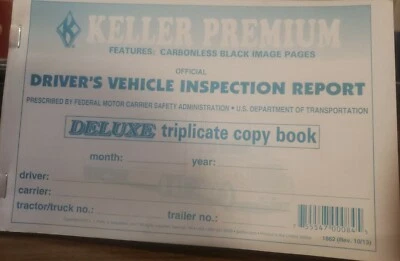 K
KELLER PREMIUM
FEATURES: CARBONLESS BLACK IMAGE PAGES
OFFICIAL
DRIVER'S VEHICLE INSPECTION REPORT
PRESCRIBED BY FEDERAL MOTOR CARRIER SAFETY ADMINISTRATION • U.S. DEPARTMENT OF TRANSPORTATION
DELUXE triplicate copy book
month: year:
driver:
carrier:
tractor/truck no.: trailer no.: